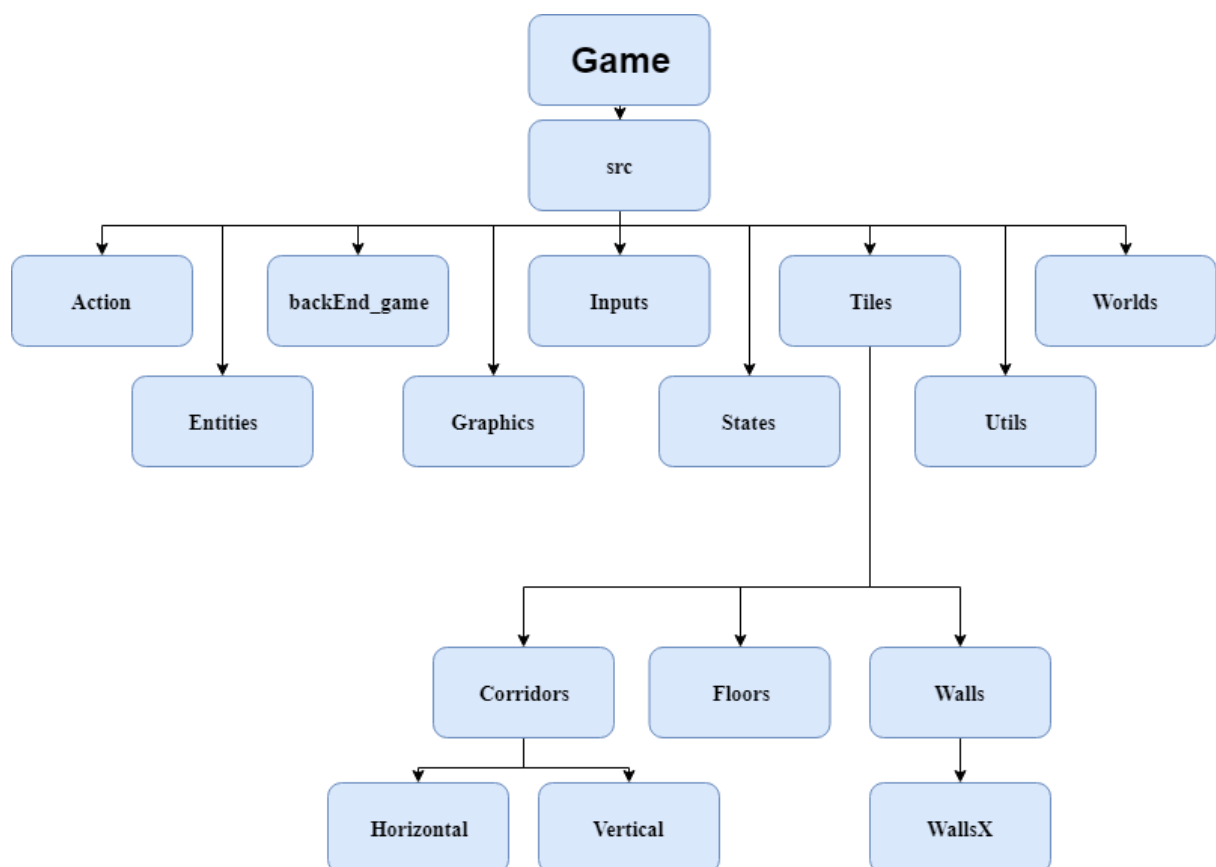 Game
src
Action
backEnd_game
Inputs
Tiles
Worlds
Entities
Graphics
States
Utils
Corridors
Floors
Walls
Horizontal
Vertical
WallsX